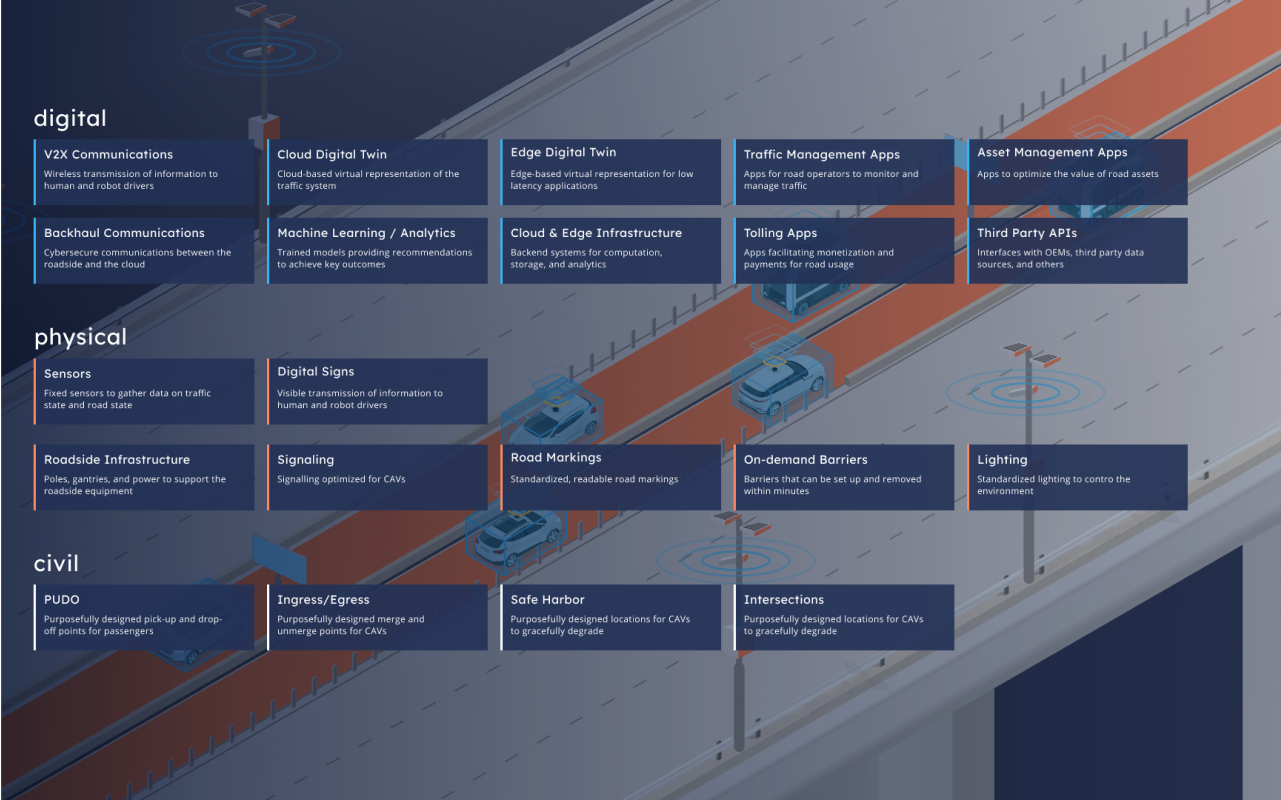 digital
V2X Communications
Wireless transmission of information to
human and robot drivers
Cloud Digital Twin
Cloud-based virtual representation of the
traffic system
Edge Digital Twin
Edge-based virtual representation for low
latency applications
Traffic Management Apps
Apps for road operators to monitor and
manage traffic
Asset Management Apps
Apps to optimize the value of road assets
Backhaul Communications
Cybersecure communications between the
roadside and the cloud
Machine Learning / Analytics
Trained models providing recommendations
to achieve key outcomes
Cloud & Edge Infrastructure
Backend systems for computation,
storage, and analytics
Tolling Apps
Apps facilitating monetization and
payments for road usage
Third Party APIs
Interfaces with OEMs, third party data
sources, and others
physical
Sensors
Fixed sensors to gather data on traffic
state and road state
Digital Signs
Visible transmission of information to
human and robot drivers
Roadside Infrastructure
Poles, gantries, and power to support the
roadside equipment
Signaling
Signalling optimized for CAVs
Road Markings
Standardized, readable road markings
On-demand Barriers
Barriers that can be set up and removed
within minutes
Lighting
Standardized lighting to contro the
environment
civil
PUDO
Purposefully designed pick-up and drop-
off points for passengers
Ingress/Egress
Purposefully designed merge and
unmerge points for CAVs
Safe Harbor
Purposefully designed locations for CAVs
to gracefully degrade
Intersections
Purposefully designed locations for CAVs
to gracefully degrade